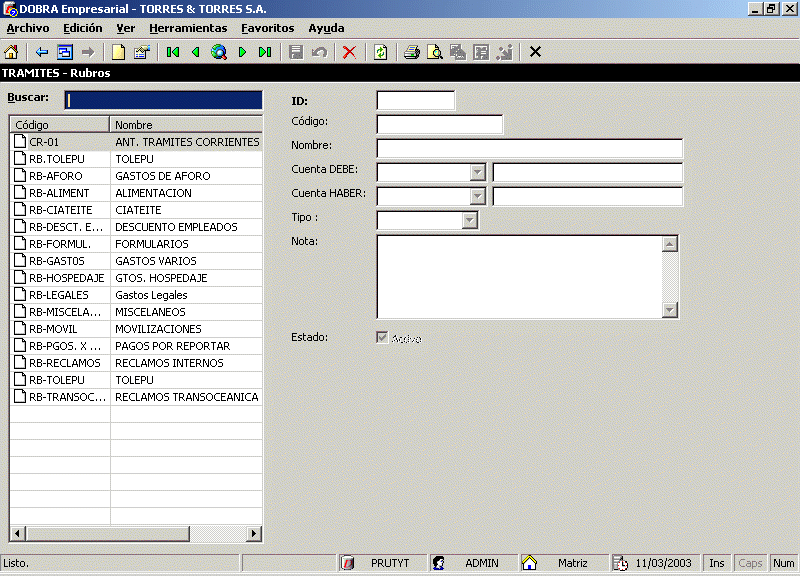 DOBRA Empresarial - TORRES & TORRES S.A.
Archivo Edición Ver Herramientas Favoritos Ayuda
TRAMITES - Rubros
Buscar:
Código Nombre
CR-01 ANT. TRAMITES CORRIENTES
RB.TOLEPU TOLEPU
RB-AFORO GASTOS DE AFORO
RB-ALIMENT ALIMENTACION
RB-CIATEITE CIATEITE
RB-DESCT. E... DESCUENTO EMPLEADOS
RB-FORMUL. FORMULARIOS
RB-GASTOS GASTOS VARIOS
RB-HOSPEDAJE GTOS. HOSPEDAJE
RB-LEGALES Gastos Legales
RB-MISCELA... MISCELANEOS
RB-MOVIL MOVILIZACIONES
RB-PGOS. X ... PAGOS POR REPORTAR
RB-RECLAMOS RECLAMOS INTERNOS
RB-TOLEPU TOLEPU
RB-TRANSOC... RECLAMOS TRANSOCEANICA
ID:
Código:
Nombre:
Cuenta DEBE:
Cuenta HABER:
Tipo :
Nota:
Estado: Activo
Listo. PRUTYT ADMIN Matriz 11/03/2003 Ins Caps Num